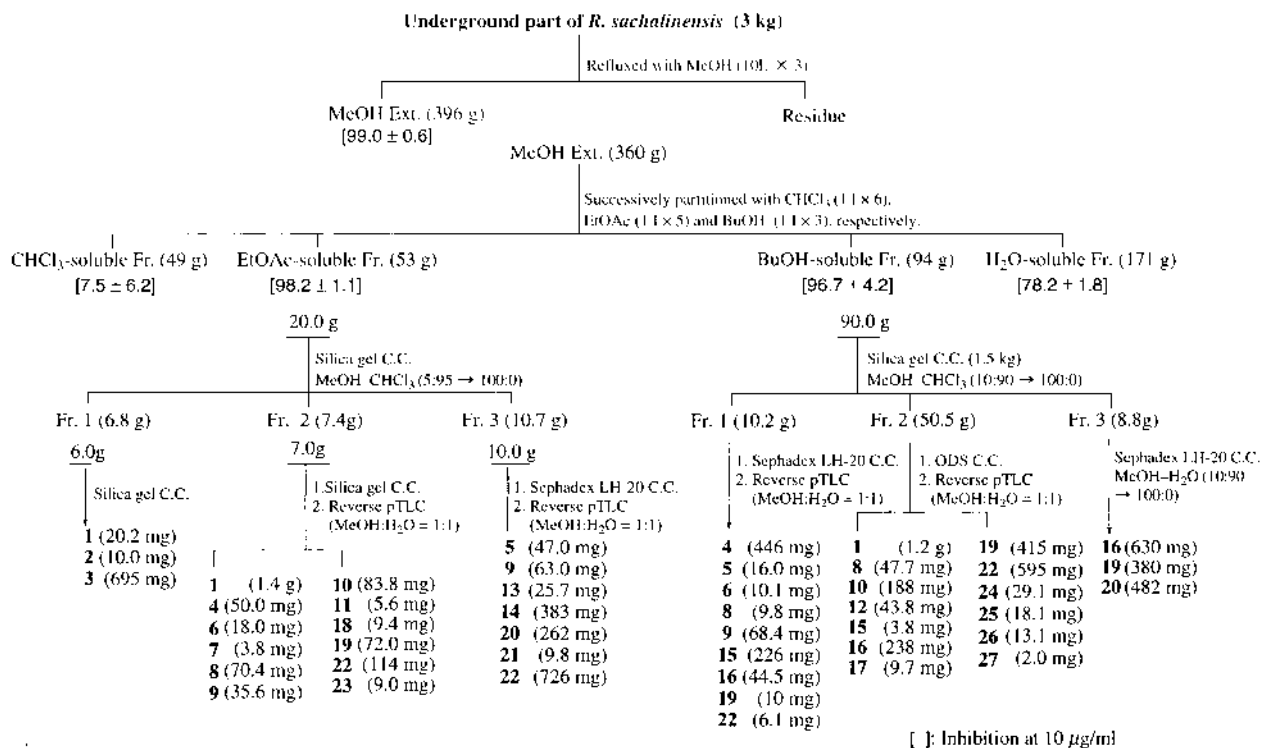 Underground part of R. sachalinensis (3 kg)
Refluxed with MeOH (10L × 3)
MeOH Ext. (396 g)
[99.0 ± 0.6]
Residue
MeOH Ext. (360 g)
Successively partitioned with CHCl₃ (1 l × 6),
EtOAc (1 l × 5) and BuOH (1 l × 3), respectively.
CHCl₃-soluble Fr. (49 g)
[7.5 ± 6.2]
EtOAc-soluble Fr. (53 g)
[98.2 ± 1.1]
BuOH-soluble Fr. (94 g)
[96.7 ± 4.2]
H₂O-soluble Fr. (171 g)
[78.2 ± 1.8]
20.0 g
Silica gel C.C.
MeOH CHCl₃ (5:95 → 100:0)
Fr. 1 (6.8 g)
6.0g
Silica gel C.C.
1 (20.2 mg)
2 (10.0 mg)
3 (695 mg)
Fr. 2 (7.4g)
7.0g
1.Silica gel C.C.
2. Reverse pTLC
(MeOH:H₂O = 1:1)
1 (1.4 g)
4 (50.0 mg)
6 (18.0 mg)
7 (3.8 mg)
8 (70.4 mg)
9 (35.6 mg)
10 (83.8 mg)
11 (5.6 mg)
18 (9.4 mg)
19 (72.0 mg)
22 (114 mg)
23 (9.0 mg)
Fr. 3 (10.7 g)
10.0 g
1. Sephadex LH 20 C.C.
2. Reverse pTLC
(MeOH:H₂O = 1:1)
5 (47.0 mg)
9 (63.0 mg)
13 (25.7 mg)
14 (383 mg)
20 (262 mg)
21 (9.8 mg)
22 (726 mg)
90.0 g
Silica gel C.C. (1.5 kg)
MeOH CHCl₃ (10:90 → 100:0)
Fr. 1 (10.2 g)
1. Sephadex LH-20 C.C.
2. Reverse pTLC
(MeOH:H₂O = 1:1)
4 (446 mg)
5 (16.0 mg)
6 (10.1 mg)
8 (9.8 mg)
9 (68.4 mg)
15 (226 mg)
16 (44.5 mg)
19 (10 mg)
22 (6.1 mg)
Fr. 2 (50.5 g)
1. ODS C.C.
2. Reverse pTLC
(MeOH:H₂O = 1:1)
1 (1.2 g)
8 (47.7 mg)
10 (188 mg)
12 (43.8 mg)
15 (3.8 mg)
16 (238 mg)
17 (9.7 mg)
19 (415 mg)
22 (595 mg)
24 (29.1 mg)
25 (18.1 mg)
26 (13.1 mg)
27 (2.0 mg)
Fr. 3 (8.8g)
Sephadex LH-20 C.C.
MeOH–H₂O (10:90
→ 100:0)
16 (630 mg)
19 (380 mg)
20 (482 mg)
[ ]: Inhibition at 10 µg/ml